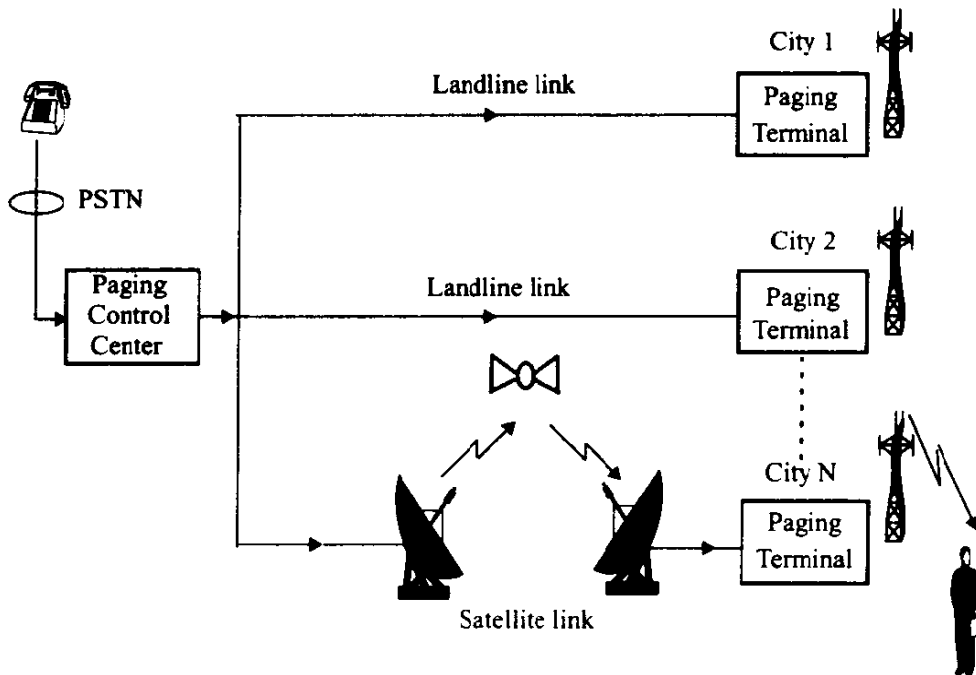 City 1
Landline link
Paging
Terminal
PSTN
City 2
Paging
Control
Center
Landline link
Paging
Terminal
City N
Paging
Terminal
Satellite link